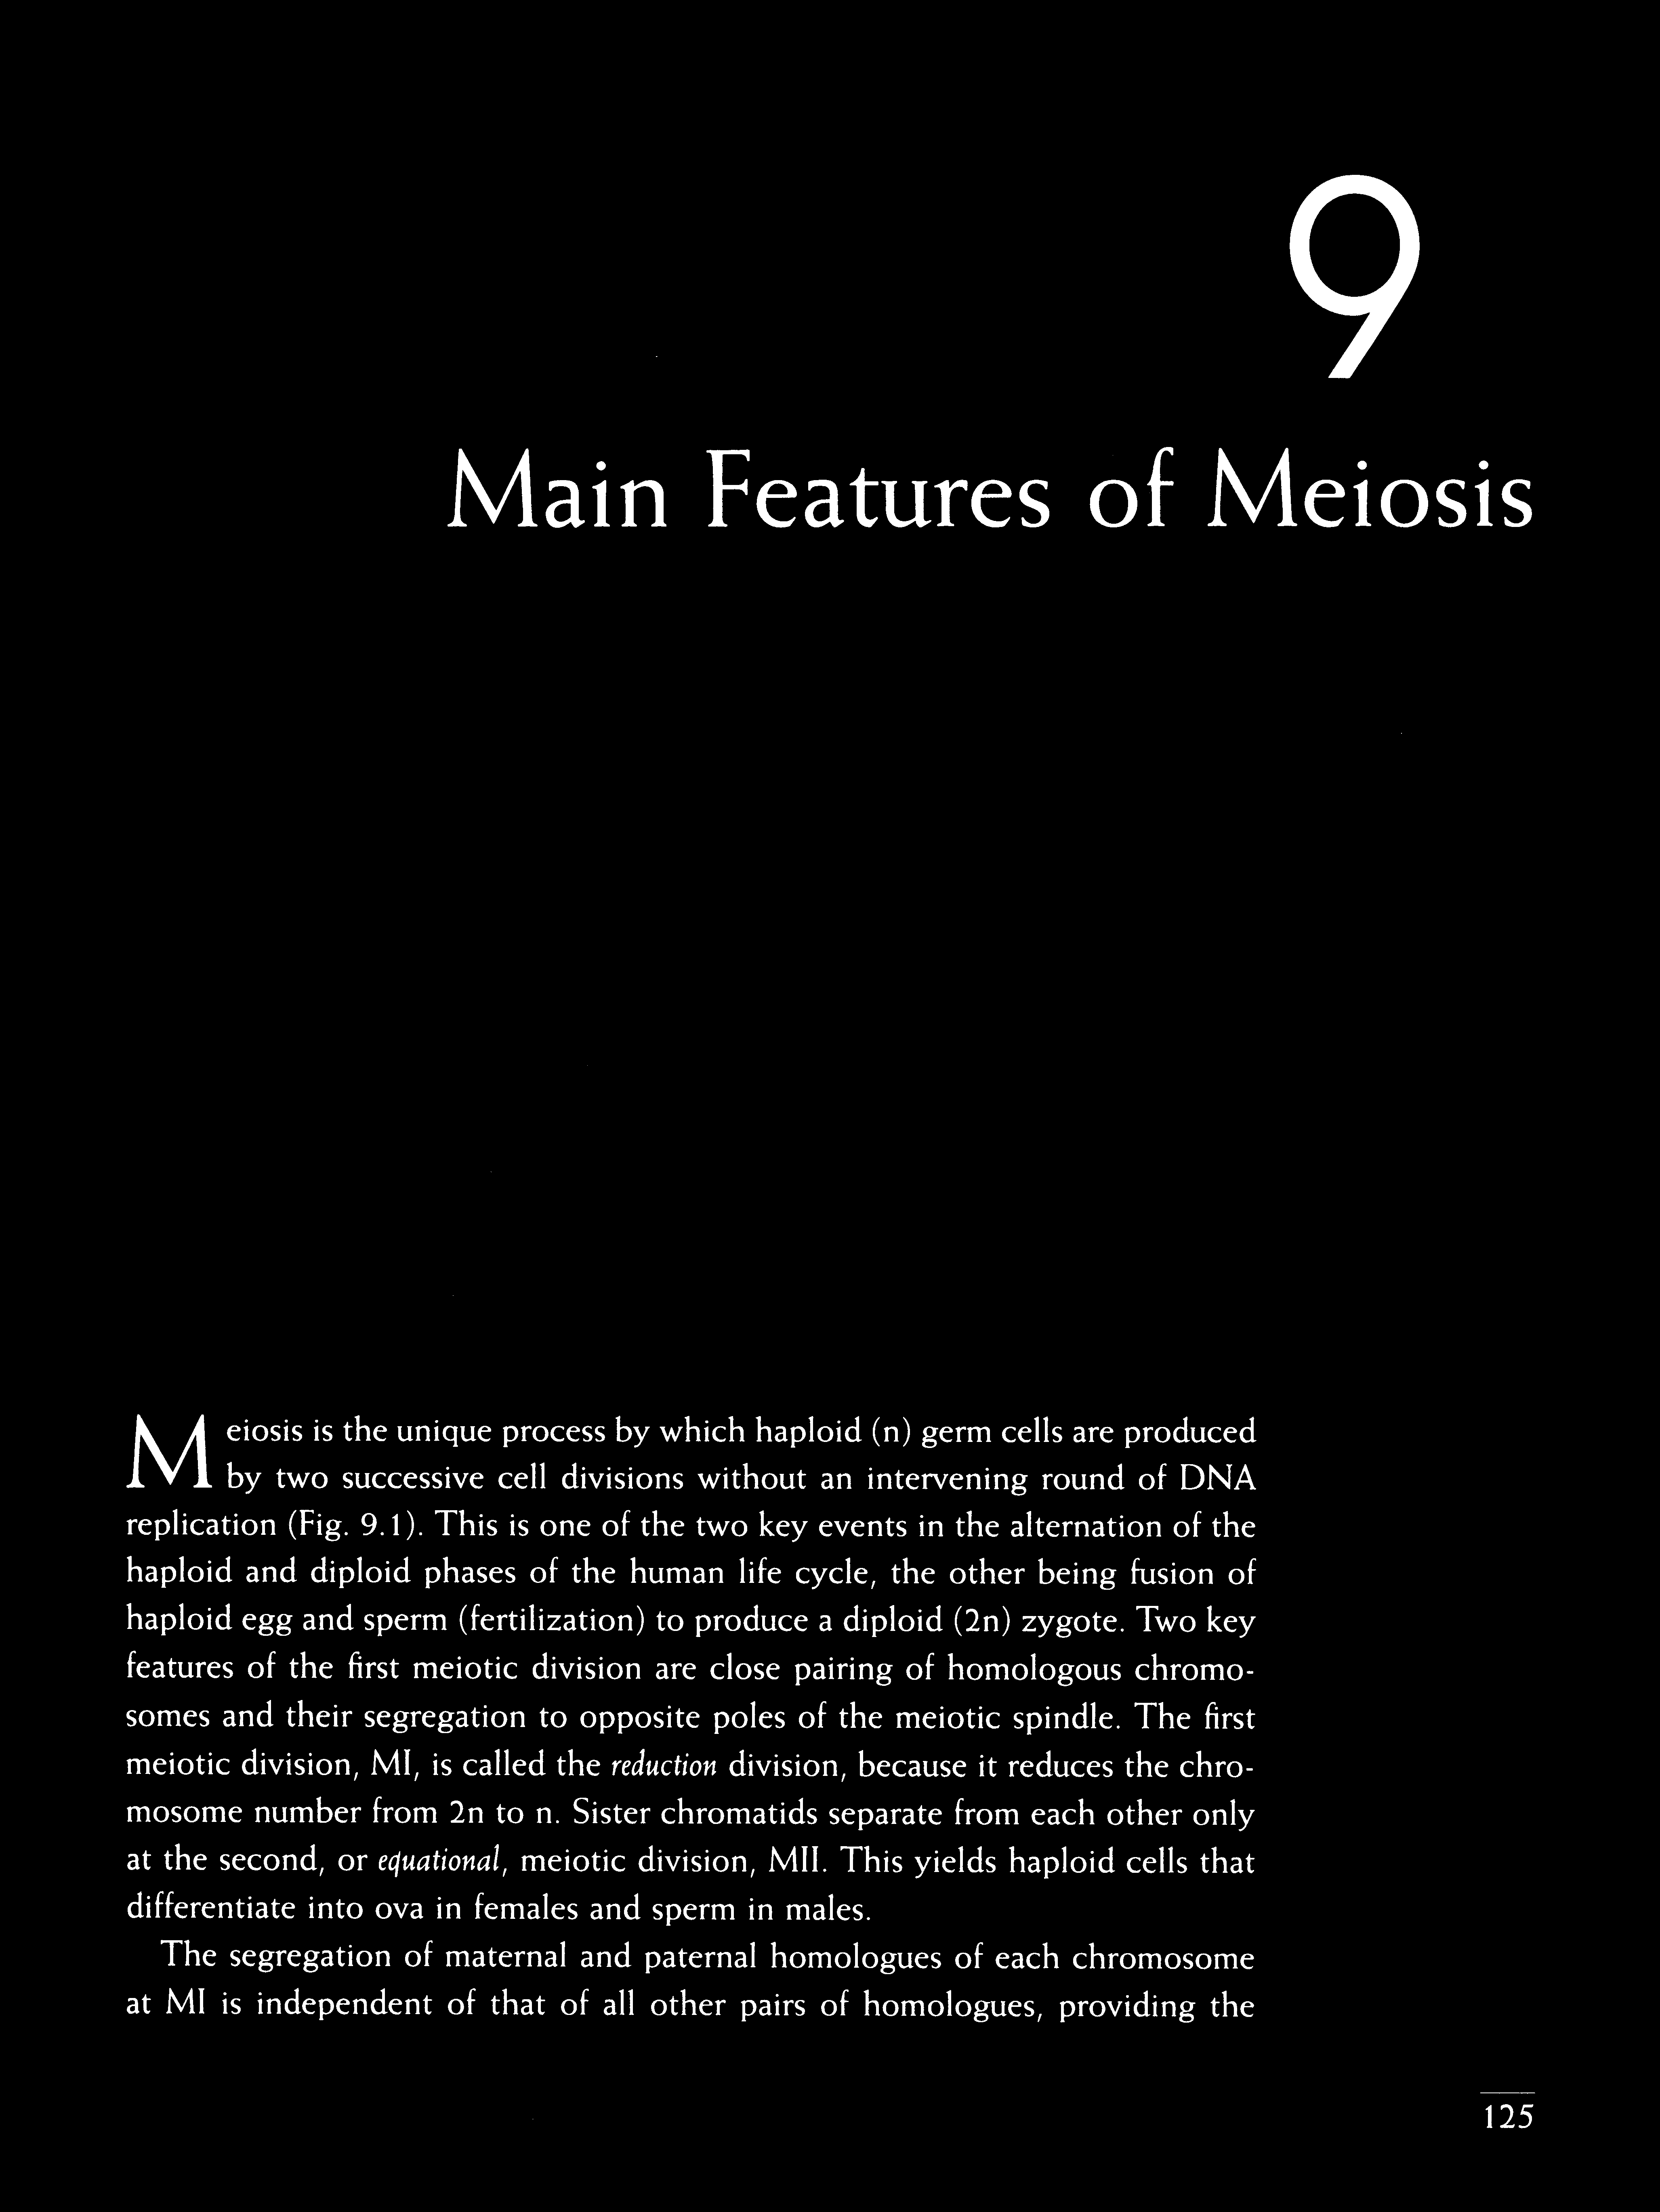 9
Main Features of Meiosis
Meiosis is the unique process by which haploid (n) germ cells are produced
by two successive cell divisions without an intervening round of DNA
replication (Fig. 9.1). This is one of the two key events in the alternation of the
haploid and diploid phases of the human life cycle, the other being fusion of
haploid egg and sperm (fertilization) to produce a diploid (2n) zygote. Two key
features of the first meiotic division are close pairing of homologous chromo-
somes and their segregation to opposite poles of the meiotic spindle. The first
meiotic division, MI, is called the reduction division, because it reduces the chro-
mosome number from 2n to n. Sister chromatids separate from each other only
at the second, or equational, meiotic division, MII. This yields haploid cells that
differentiate into ova in females and sperm in males.
The segregation of maternal and paternal homologues of each chromosome
at MI is independent of that of all other pairs of homologues, providing the
125